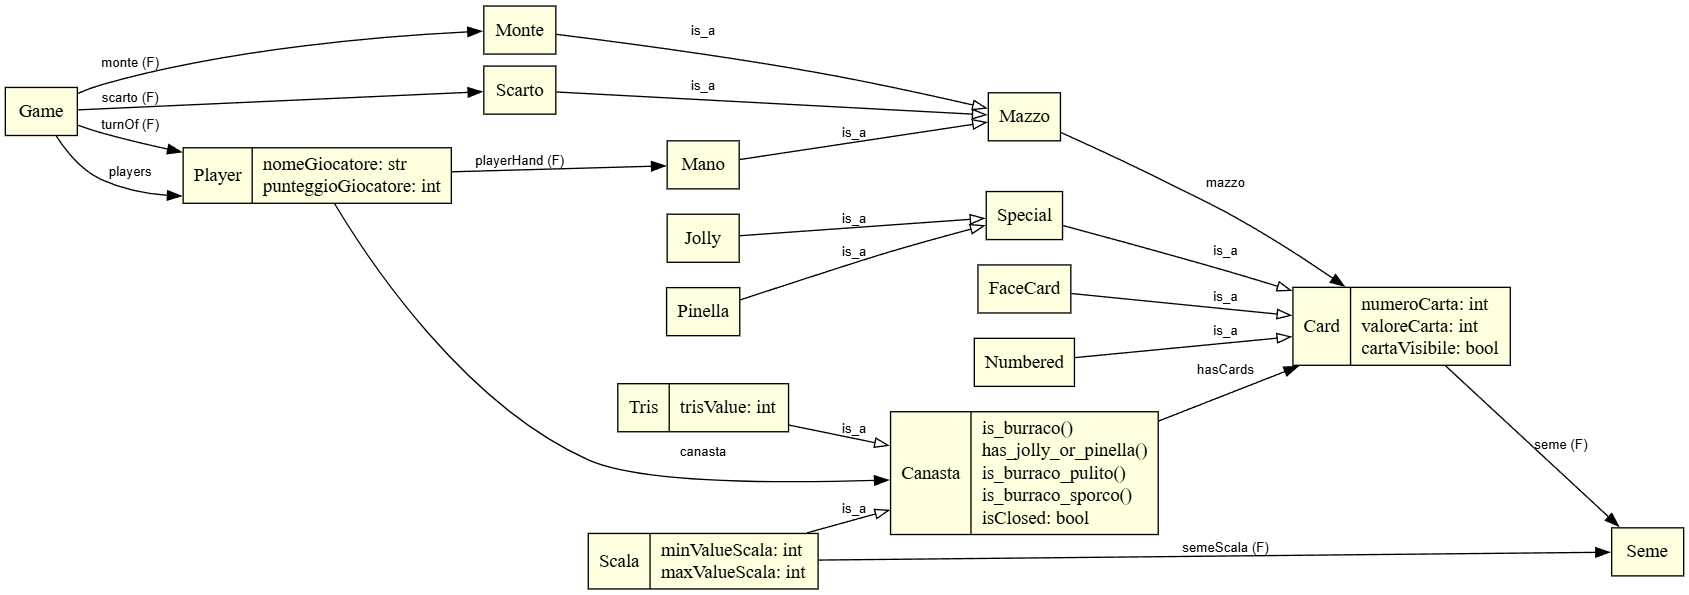 Monte
is_a
monte (F)
Scarto
is_a
Game
scarto (F)
Mazzo
turnOf (F)
is_a
players
Player
nomeGiocatore: str
punteggioGiocatore: int
playerHand (F)
Mano
mazzo
Jolly
is_a
Special
is_a
is_a
Pinella
FaceCard
is_a
Numbered
is_a
Card
numeroCarta: int
valoreCarta: int
cartaVisibile: bool
hasCards
Tris
trisValue: int
is_a
canasta
Canasta
is_burraco()
has_jolly_or_pinella()
is_burraco_pulito()
is_burraco_sporco()
isClosed: bool
seme (F)
is_a
Scala
minValueScala: int
maxValueScala: int
semeScala (F)
Seme